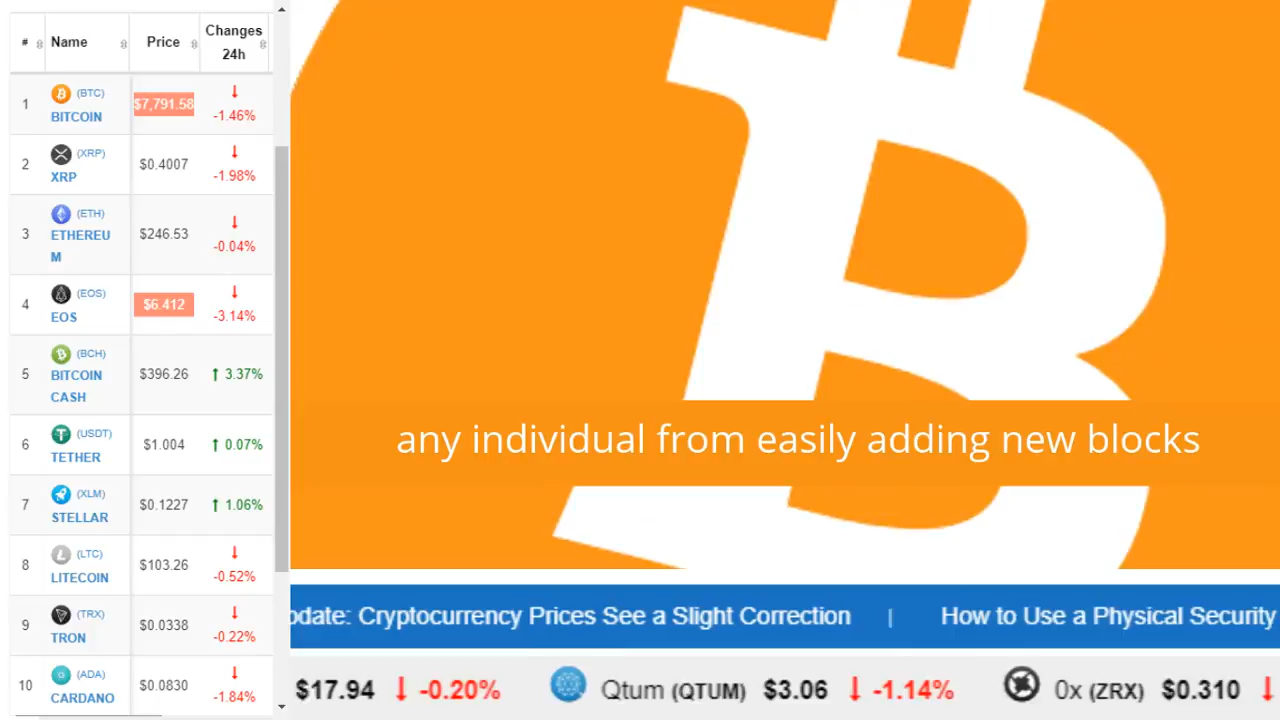 # Name Price Changes 24h
1 (BTC) BITCOIN $7,791.58 ↓ -1.46%
2 (XRP) XRP $0.4007 ↓ -1.98%
3 (ETH) ETHEREU M $246.53 ↓ -0.04%
4 (EOS) EOS $6.412 ↓ -3.14%
5 (BCH) BITCOIN CASH $396.26 ↑ 3.37%
6 (USDT) TETHER $1.004 ↑ 0.07%
7 (XLM) STELLAR $0.1227 ↑ 1.06%
8 (LTC) LITECOIN $103.26 ↓ -0.52%
9 (TRX) TRON $0.0338 ↓ -0.22%
10 (ADA) CARDANO $0.0830 ↓ -1.84%
any individual from easily adding new blocks
odate: Cryptocurrency Prices See a Slight Correction | How to Use a Physical Security
$17.94 ↓ -0.20% Qtum (QTUM) $3.06 ↓ -1.14% 0x (ZRX) $0.310 ↓